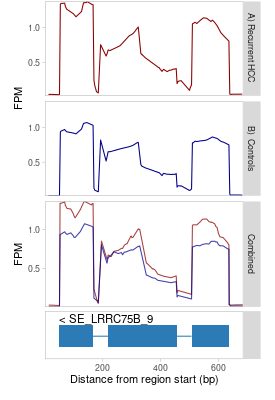 A) Recurrent HCC
1.0
0.5
FPM
B) Controls
1.0
0.5
Combined
1.0
0.5
FPM
< SE_LRRC75B_9
200
400
600
Distance from region start (bp)